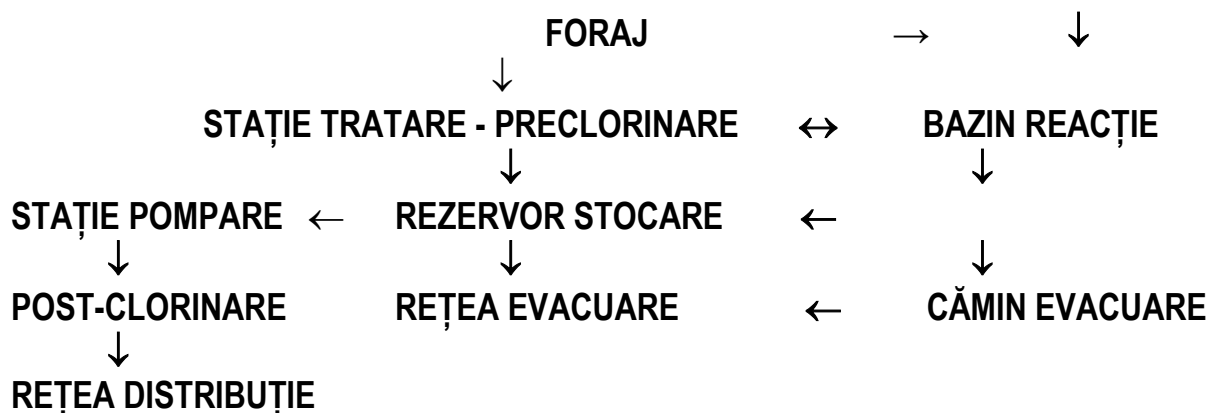 FORAJ → ↓
↓
STAȚIE TRATARE - PRECLORINARE ↔ BAZIN REACȚIE
↓ ↓
STAȚIE POMPARE ← REZERVOR STOCARE ←
↓ ↓ ↓
POST-CLORINARE REȚEA EVACUARE ← CĂMIN EVACUARE
↓
REȚEA DISTRIBUȚIE